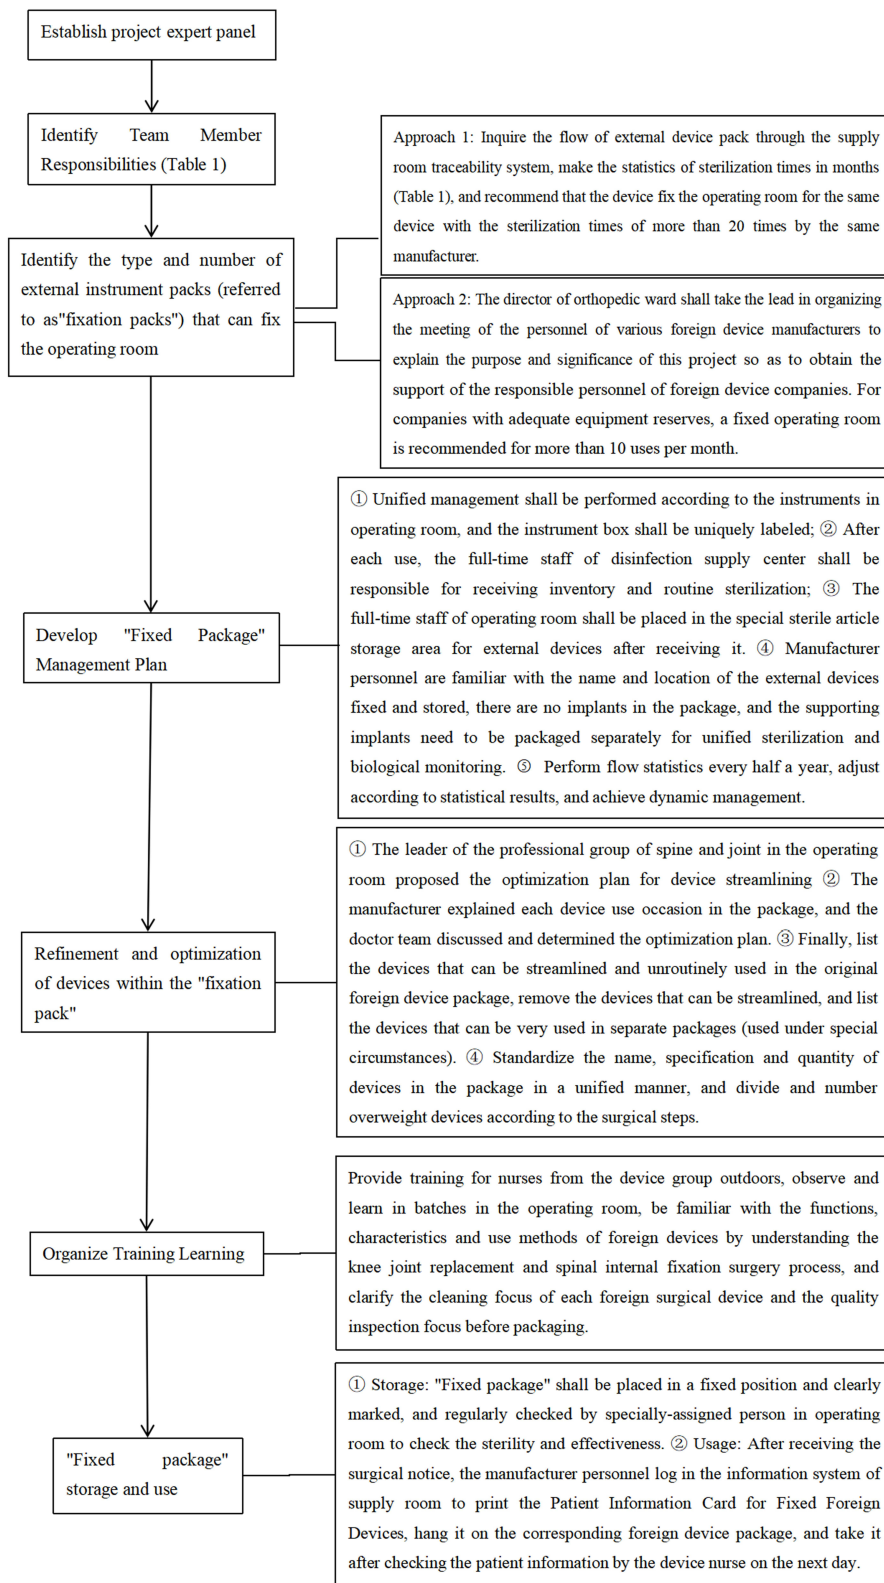 Establish project expert panel
Identify Team Member
Responsibilities (Table 1)
Approach 1: Inquire the flow of external device pack through the supply
room traceability system, make the statistics of sterilization times in months
(Table 1), and recommend that the device fix the operating room for the same
device with the sterilization times of more than 20 times by the same
manufacturer.
Identify the type and number of
external instrument packs (referred
to as"fixation packs") that can fix
the operating room
Approach 2: The director of orthopedic ward shall take the lead in organizing
the meeting of the personnel of various foreign device manufacturers to
explain the purpose and significance of this project so as to obtain the
support of the responsible personnel of foreign device companies. For
companies with adequate equipment reserves, a fixed operating room
is recommended for more than 10 uses per month.
Develop "Fixed Package"
Management Plan
① Unified management shall be performed according to the instruments in
operating room, and the instrument box shall be uniquely labeled; ② After
each use, the full-time staff of disinfection supply center shall be
responsible for receiving inventory and routine sterilization; ③ The
full-time staff of operating room shall be placed in the special sterile article
storage area for external devices after receiving it. ④ Manufacturer
personnel are familiar with the name and location of the external devices
fixed and stored, there are no implants in the package, and the supporting
implants need to be packaged separately for unified sterilization and
biological monitoring. ⑤ Perform flow statistics every half a year, adjust
according to statistical results, and achieve dynamic management.
Refinement and optimization
of devices within the "fixation
pack"
① The leader of the professional group of spine and joint in the operating
room proposed the optimization plan for device streamlining ② The
manufacturer explained each device use occasion in the package, and the
doctor team discussed and determined the optimization plan. ③ Finally, list
the devices that can be streamlined and unroutinely used in the original
foreign device package, remove the devices that can be streamlined, and list
the devices that can be very used in separate packages (used under special
circumstances). ④ Standardize the name, specification and quantity of
devices in the package in a unified manner, and divide and number
overweight devices according to the surgical steps.
Organize Training Learning
Provide training for nurses from the device group outdoors, observe and
learn in batches in the operating room, be familiar with the functions,
characteristics and use methods of foreign devices by understanding the
knee joint replacement and spinal internal fixation surgery process, and
clarify the cleaning focus of each foreign surgical device and the quality
inspection focus before packaging.
"Fixed package"
storage and use
① Storage: "Fixed package" shall be placed in a fixed position and clearly
marked, and regularly checked by specially-assigned person in operating
room to check the sterility and effectiveness. ② Usage: After receiving the
surgical notice, the manufacturer personnel log in the information system of
supply room to print the Patient Information Card for Fixed Foreign
Devices, hang it on the corresponding foreign device package, and take it
after checking the patient information by the device nurse on the next day.